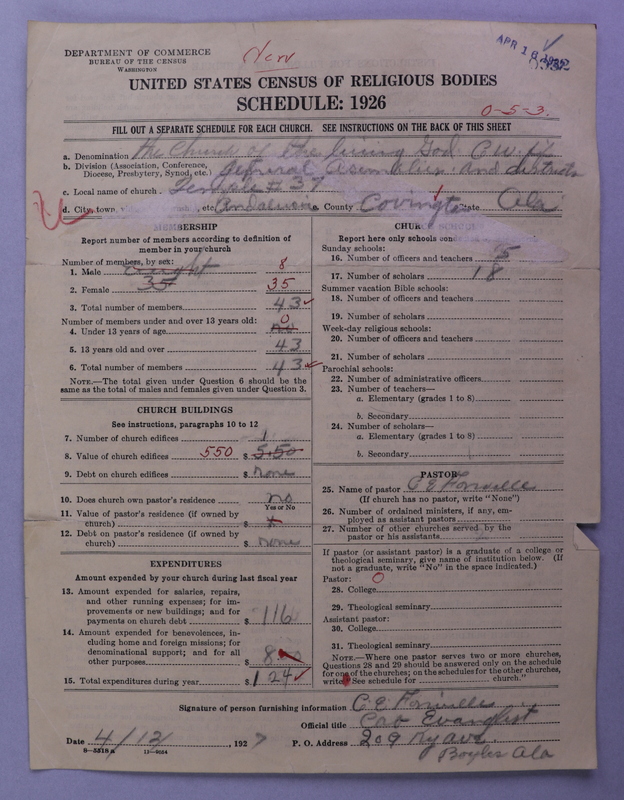 DEPARTMENT OF COMMERCE
BUREAU OF THE CENSUS
WASHINGTON
New
APR 18
UNITED STATES CENSUS OF RELIGIOUS BODIES
SCHEDULE: 1926
0-5-3
FILL OUT A SEPARATE SCHEDULE FOR EACH CHURCH. SEE INSTRUCTIONS ON THE BACK OF THIS SHEET
a. Denomination The Church of the living God C. W. F. F.
b. Division (Association, Conference, Diocese, Presbytery, Synod, etc.) General Assembly and districts
c. Local name of church Temple # 37
d. City, town, etc. Andalusia e. County Covington State Ala
MEMBERSHIP
Report number of members according to definition of member in your church
Number of members, by sex:
1. Male eight 8
2. Female 35 35
3. Total number of members 43
Number of members under and over 13 years old:
4. Under 13 years of age no 0
5. 13 years old and over 43
6. Total number of members 43
NOTE.—The total given under Question 6 should be the same as the total of males and females given under Question 3.
CHURCH BUILDINGS
See instructions, paragraphs 10 to 12
7. Number of church edifices 1
8. Value of church edifices 550 $ 5.50
9. Debt on church edifices $ none
10. Does church own pastor's residence no
Yes or No
11. Value of pastor's residence (if owned by church) $
12. Debt on pastor's residence (if owned by church) $ none
EXPENDITURES
Amount expended by your church during last fiscal year
13. Amount expended for salaries, repairs, and other running expenses; for improvements or new buildings; and for payments on church debt $ 116
14. Amount expended for benevolences, including home and foreign missions; for denominational support; and for all other purposes $ 8
15. Total expenditures during year $ 124
CHURCH SCHOOLS
Report here only schools
Sunday schools:
16. Number of officers and teachers 5
17. Number of scholars 18
Summer vacation Bible schools:
18. Number of officers and teachers
19. Number of scholars
Week-day religious schools:
20. Number of officers and teachers
21. Number of scholars
Parochial schools:
22. Number of administrative officers
23. Number of teachers—
a. Elementary (grades 1 to 8)
b. Secondary
24. Number of scholars—
a. Elementary (grades 1 to 8)
b. Secondary
PASTOR
25. Name of pastor C E
(If church has no pastor, write "None")
26. Number of ordained ministers, if any, employed as assistant pastors
27. Number of other churches served by the pastor or his assistants
If pastor (or assistant pastor) is a graduate of a college or theological seminary, give name of institution below. (If not a graduate, write "No" in the space indicated.)
Pastor: 0
28. College
29. Theological seminary
Assistant pastor:
30. College
31. Theological seminary
NOTE.—Where one pastor serves two or more churches, Questions 28 and 29 should be answered only on the schedule for one of the churches; on the schedules for the other churches, write "See schedule for church."
Signature of person furnishing information C. E.
Official title Evangelist
Date 4/12, 1927 P. O. Address 209 Ny ave.
Boyles Ala
8-5318 a 11-9054